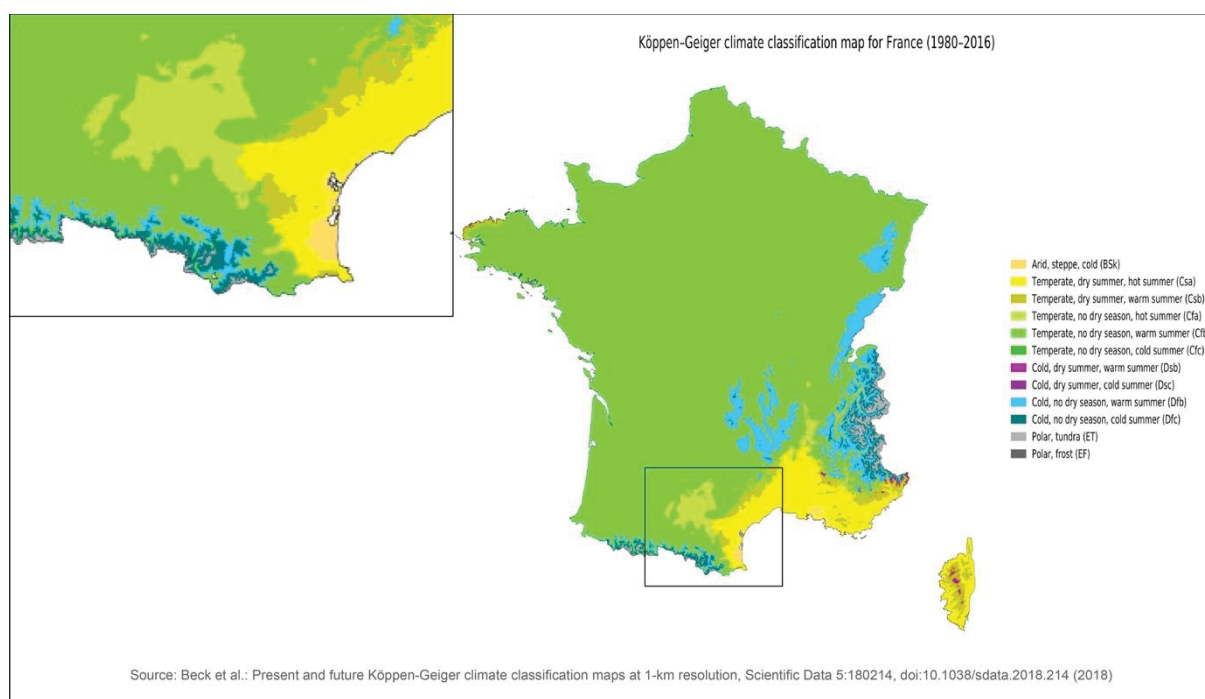 Köppen–Geiger climate classification map for France (1980–2016)
Arid, steppe, cold (BSk)
Temperate, dry summer, hot summer (Csa)
Temperate, dry summer, warm summer (Csb)
Temperate, no dry season, hot summer (Cfa)
Temperate, no dry season, warm summer (Cfb
Temperate, no dry season, cold summer (Cfc)
Cold, dry summer, warm summer (Dsb)
Cold, dry summer, cold summer (Dsc)
Cold, no dry season, warm summer (Dfb)
Cold, no dry season, cold summer (Dfc)
Polar, tundra (ET)
Polar, frost (EF)
Source: Beck et al.: Present and future Köppen-Geiger climate classification maps at 1-km resolution, Scientific Data 5:180214, doi:10.1038/sdata.2018.214 (2018)